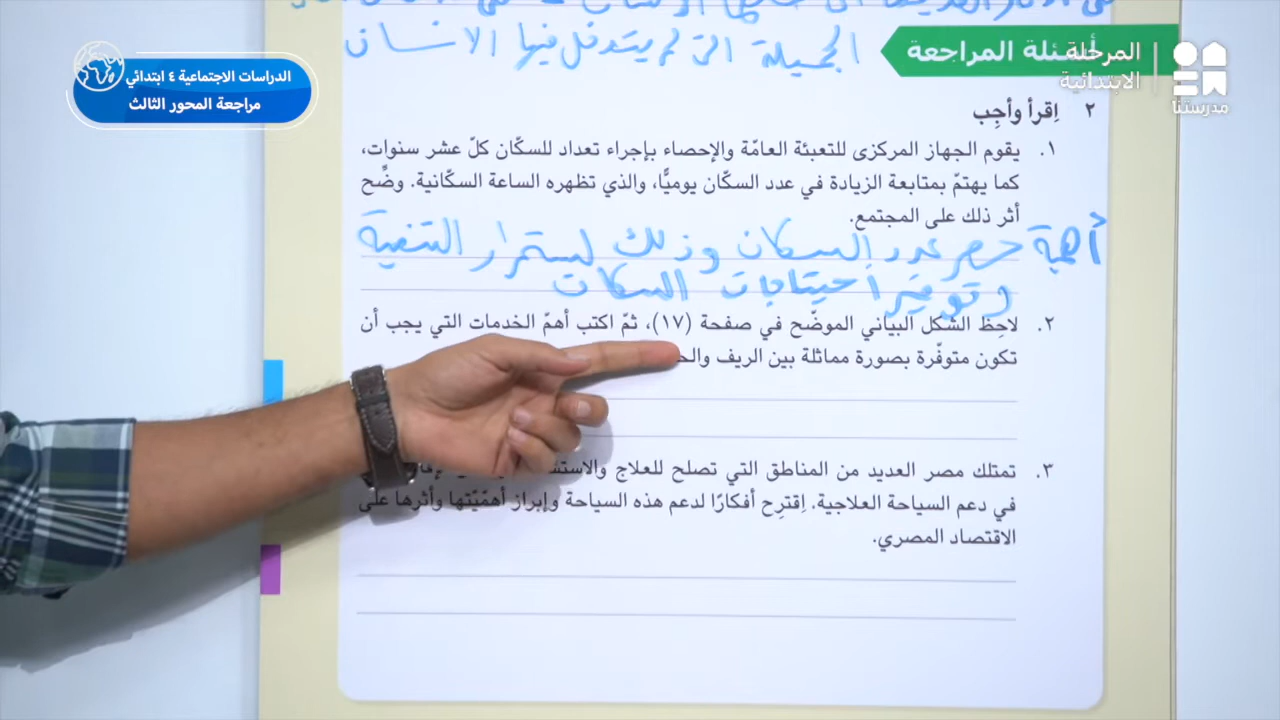 الجميلة التى لم يتدخل فيها الانسان
أسئلة المراجعة
المرحلة
الابتدائية
مدرستنا
الدراسات الاجتماعية ٤ ابتدائي
مراجعة المحور الثالث
٢ اِقرأ وأجِب
١. يقوم الجهاز المركزى للتعبئة العامّة والإحصاء بإجراء تعداد للسكّان كلّ عشر سنوات،
كما يهتمّ بمتابعة الزيادة في عدد السكّان يوميًّا، والذي تظهره الساعة السكّانية. وضِّح
أثر ذلك على المجتمع.
أهمية حصر عدد السكان وذلك لاستمرار التنمية
وتوفير احتياجات السكان
٢. لاحِظ الشكل البياني الموضّح في صفحة (١٧)، ثمّ اكتب أهمّ الخدمات التي يجب أن
تكون متوفّرة بصورة مماثلة بين الريف
٣. تمتلك مصر العديد من المناطق التي تصلح للعلاج
في دعم السياحة العلاجية. اِقترِح أفكارًا لدعم هذه السياحة وإبراز أهمّيّتها وأثرها على
الاقتصاد المصري.